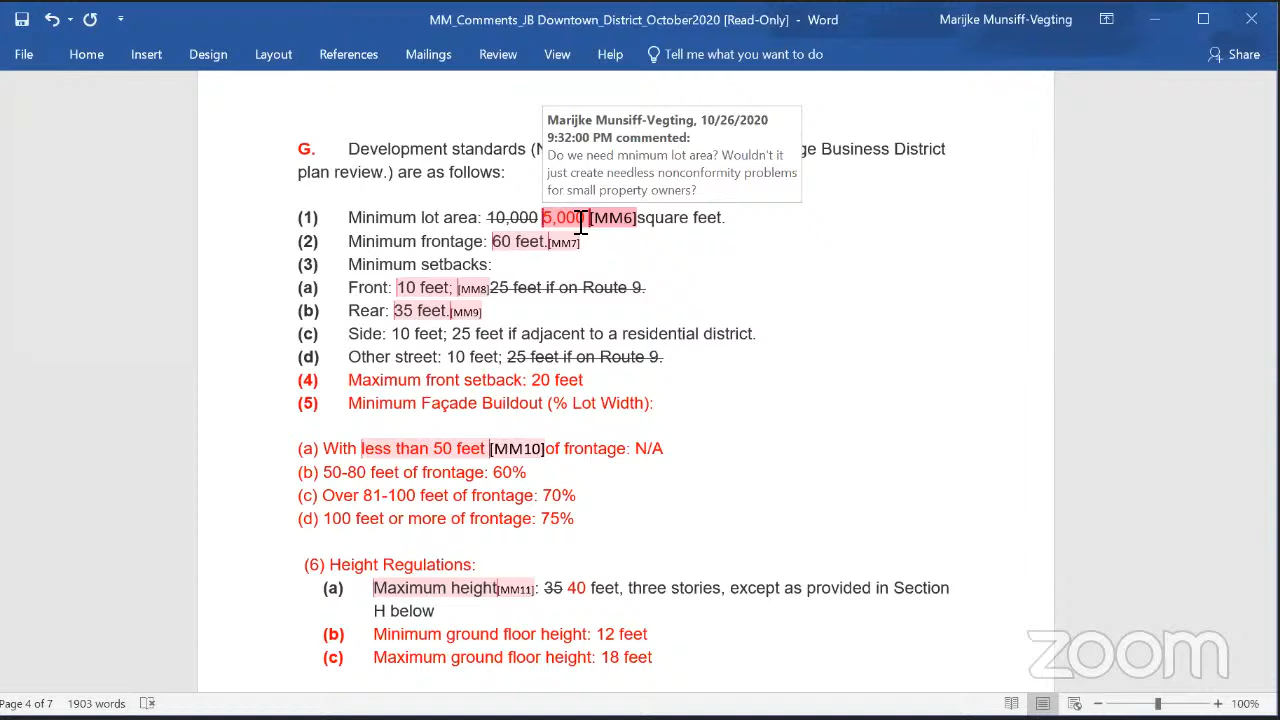 MM_Comments_JB Downtown_District_October2020 [Read-Only] - Word
Marijke Munsiff-Vegting
File Home Insert Design Layout References Mailings Review View Help Tell me what you want to do Share
Marijke Munsiff-Vegting, 10/26/2020
9:32:00 PM commented:
Do we need mnimum lot area? Wouldn't it
just create needless nonconformity problems
for small property owners?
G. Development standards (N ge Business District
plan review.) are as follows:
(1) Minimum lot area: 10,000 5,000 [MM6]square feet.
(2) Minimum frontage: 60 feet.[MM7]
(3) Minimum setbacks:
(a) Front: 10 feet; [MM8]25 feet if on Route 9.
(b) Rear: 35 feet.[MM9]
(c) Side: 10 feet; 25 feet if adjacent to a residential district.
(d) Other street: 10 feet; 25 feet if on Route 9.
(4) Maximum front setback: 20 feet
(5) Minimum Façade Buildout (% Lot Width):
(a) With less than 50 feet [MM10]of frontage: N/A
(b) 50-80 feet of frontage: 60%
(c) Over 81-100 feet of frontage: 70%
(d) 100 feet or more of frontage: 75%
(6) Height Regulations:
(a) Maximum height[MM11]: 35 40 feet, three stories, except as provided in Section
H below
(b) Minimum ground floor height: 12 feet
(c) Maximum ground floor height: 18 feet
zoom
Page 4 of 7 1903 words 100%